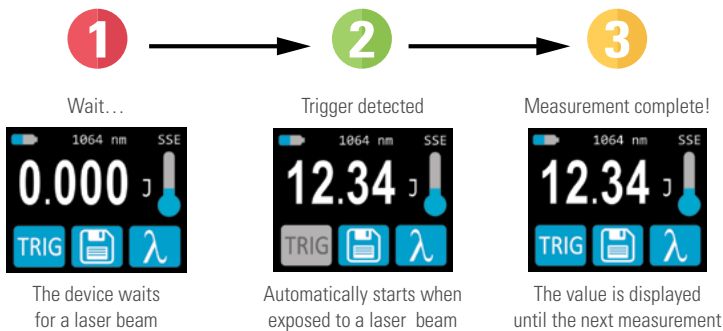 1
2
3
Wait...
Trigger detected
Measurement complete!
1064 nm SSE
0.000 J
TRIG λ
1064 nm SSE
12.34 J
TRIG λ
1064 nm SSE
12.34 J
TRIG λ
The device waits
for a laser beam
Automatically starts when
exposed to a laser beam
The value is displayed
until the next measurement